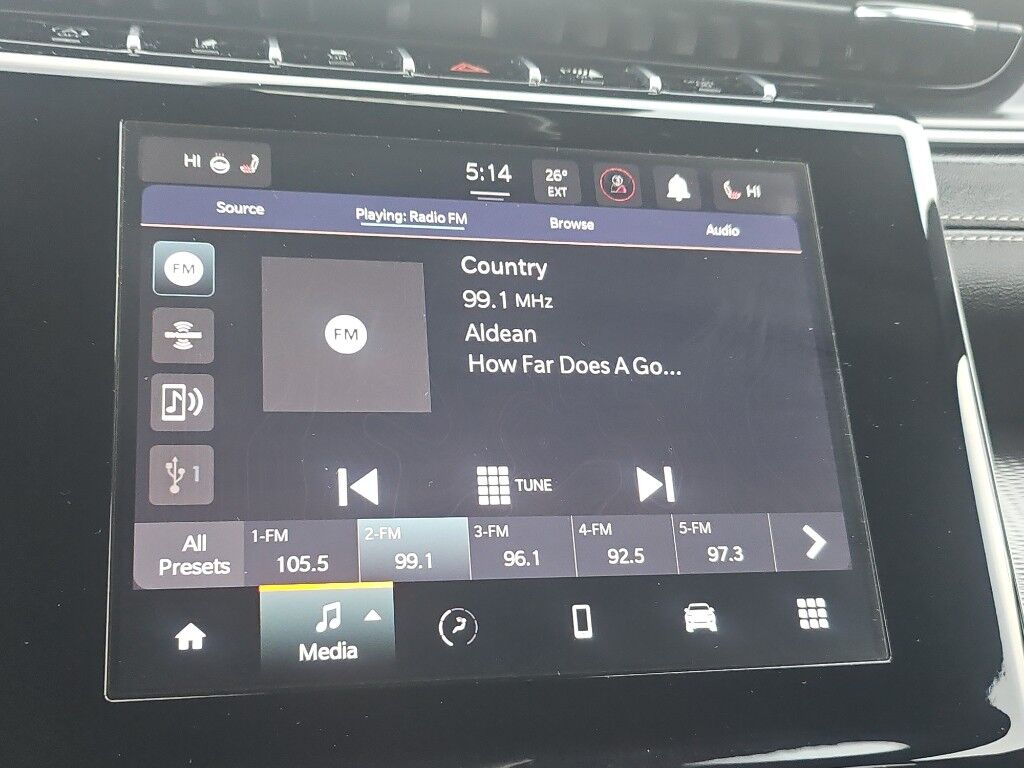 HI
5:14
26°
EXT
HI
Source
Playing: Radio FM
Browse
Audio
FM
FM
Country
99.1 MHz
Aldean
How Far Does A Go...
1
TUNE
All
Presets
1-FM
105.5
2-FM
99.1
3-FM
96.1
4-FM
92.5
5-FM
97.3
Media